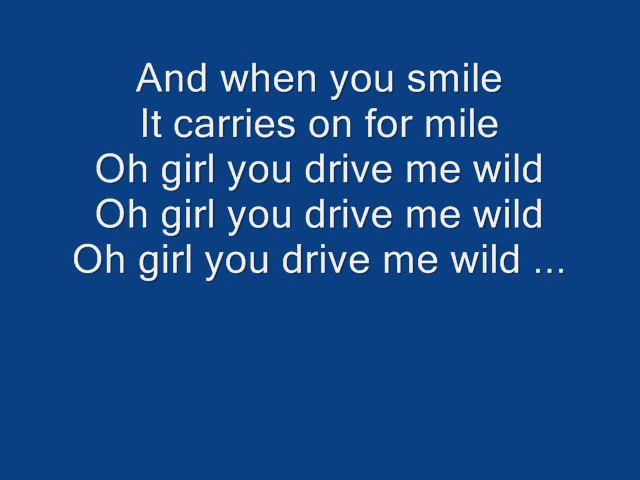 And when you smile
It carries on for mile
Oh girl you drive me wild
Oh girl you drive me wild
Oh girl you drive me wild ...